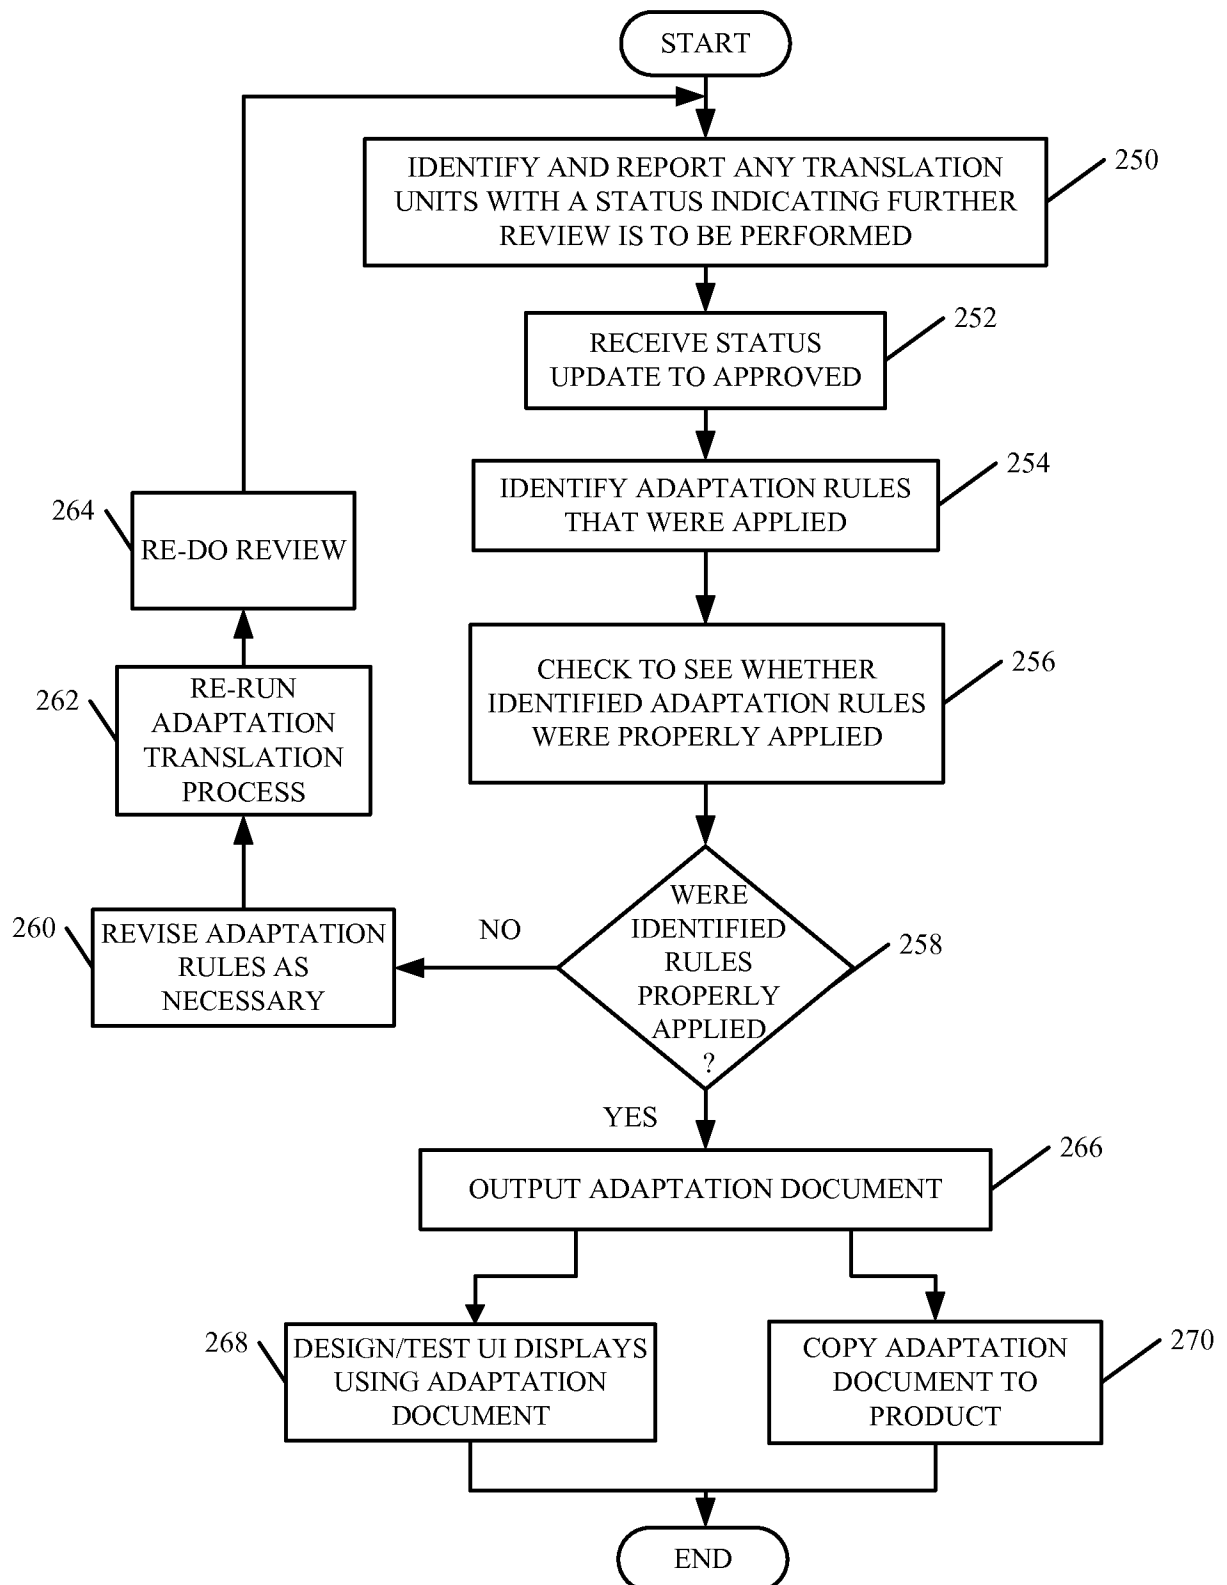 START
IDENTIFY AND REPORT ANY TRANSLATION
UNITS WITH A STATUS INDICATING FURTHER
REVIEW IS TO BE PERFORMED
250
RECEIVE STATUS
UPDATE TO APPROVED
252
IDENTIFY ADAPTATION RULES
THAT WERE APPLIED
254
CHECK TO SEE WHETHER
IDENTIFIED ADAPTATION RULES
WERE PROPERLY APPLIED
256
WERE
IDENTIFIED
RULES
PROPERLY
APPLIED
?
258
NO
REVISE ADAPTATION
RULES AS
NECESSARY
260
RE-RUN
ADAPTATION
TRANSLATION
PROCESS
262
RE-DO REVIEW
264
YES
OUTPUT ADAPTATION DOCUMENT
266
DESIGN/TEST UI DISPLAYS
USING ADAPTATION
DOCUMENT
268
COPY ADAPTATION
DOCUMENT TO
PRODUCT
270
END